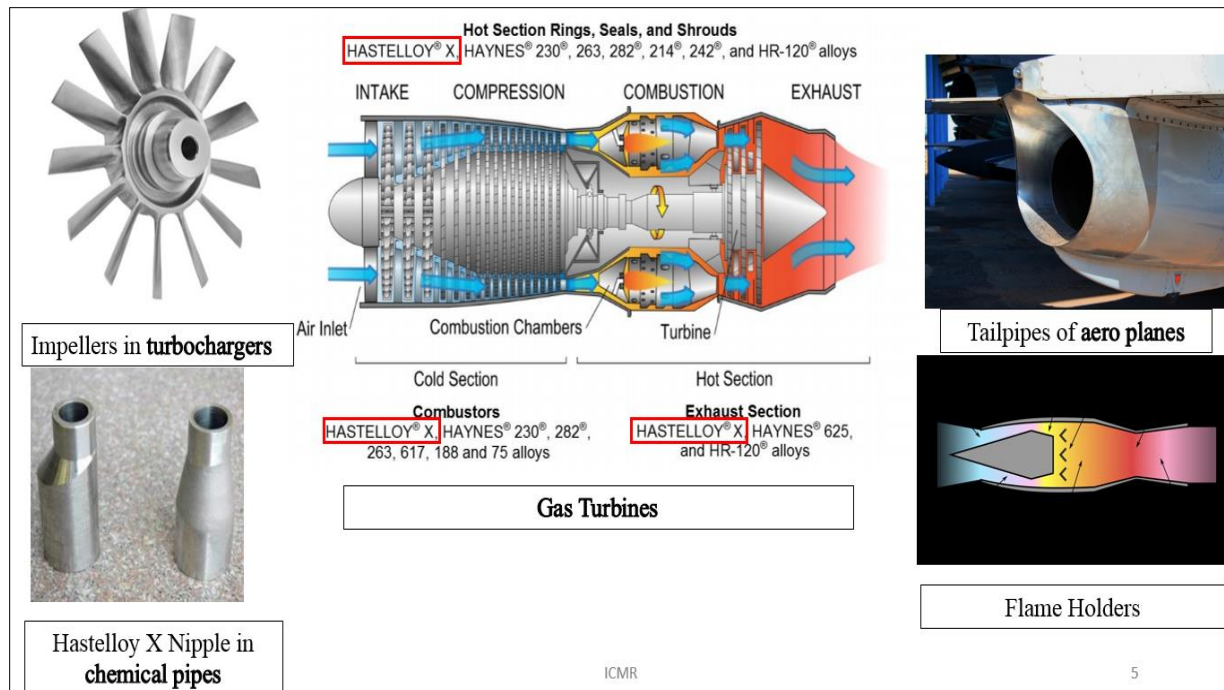 Hot Section Rings, Seals, and Shrouds
HASTELLOY® X, HAYNES® 230®, 263, 282®, 214®, 242®, and HR-120® alloys
INTAKE COMPRESSION COMBUSTION EXHAUST
Air Inlet
Combustion Chambers
Turbine
Cold Section
Hot Section
Combustors
HASTELLOY® X, HAYNES® 230®, 282®,
263, 617, 188 and 75 alloys
Exhaust Section
HASTELLOY® X, HAYNES® 625,
and HR-120® alloys
Gas Turbines
Impellers in turbochargers
Hastelloy X Nipple in
chemical pipes
Tailpipes of aero planes
Flame Holders
ICMR
5